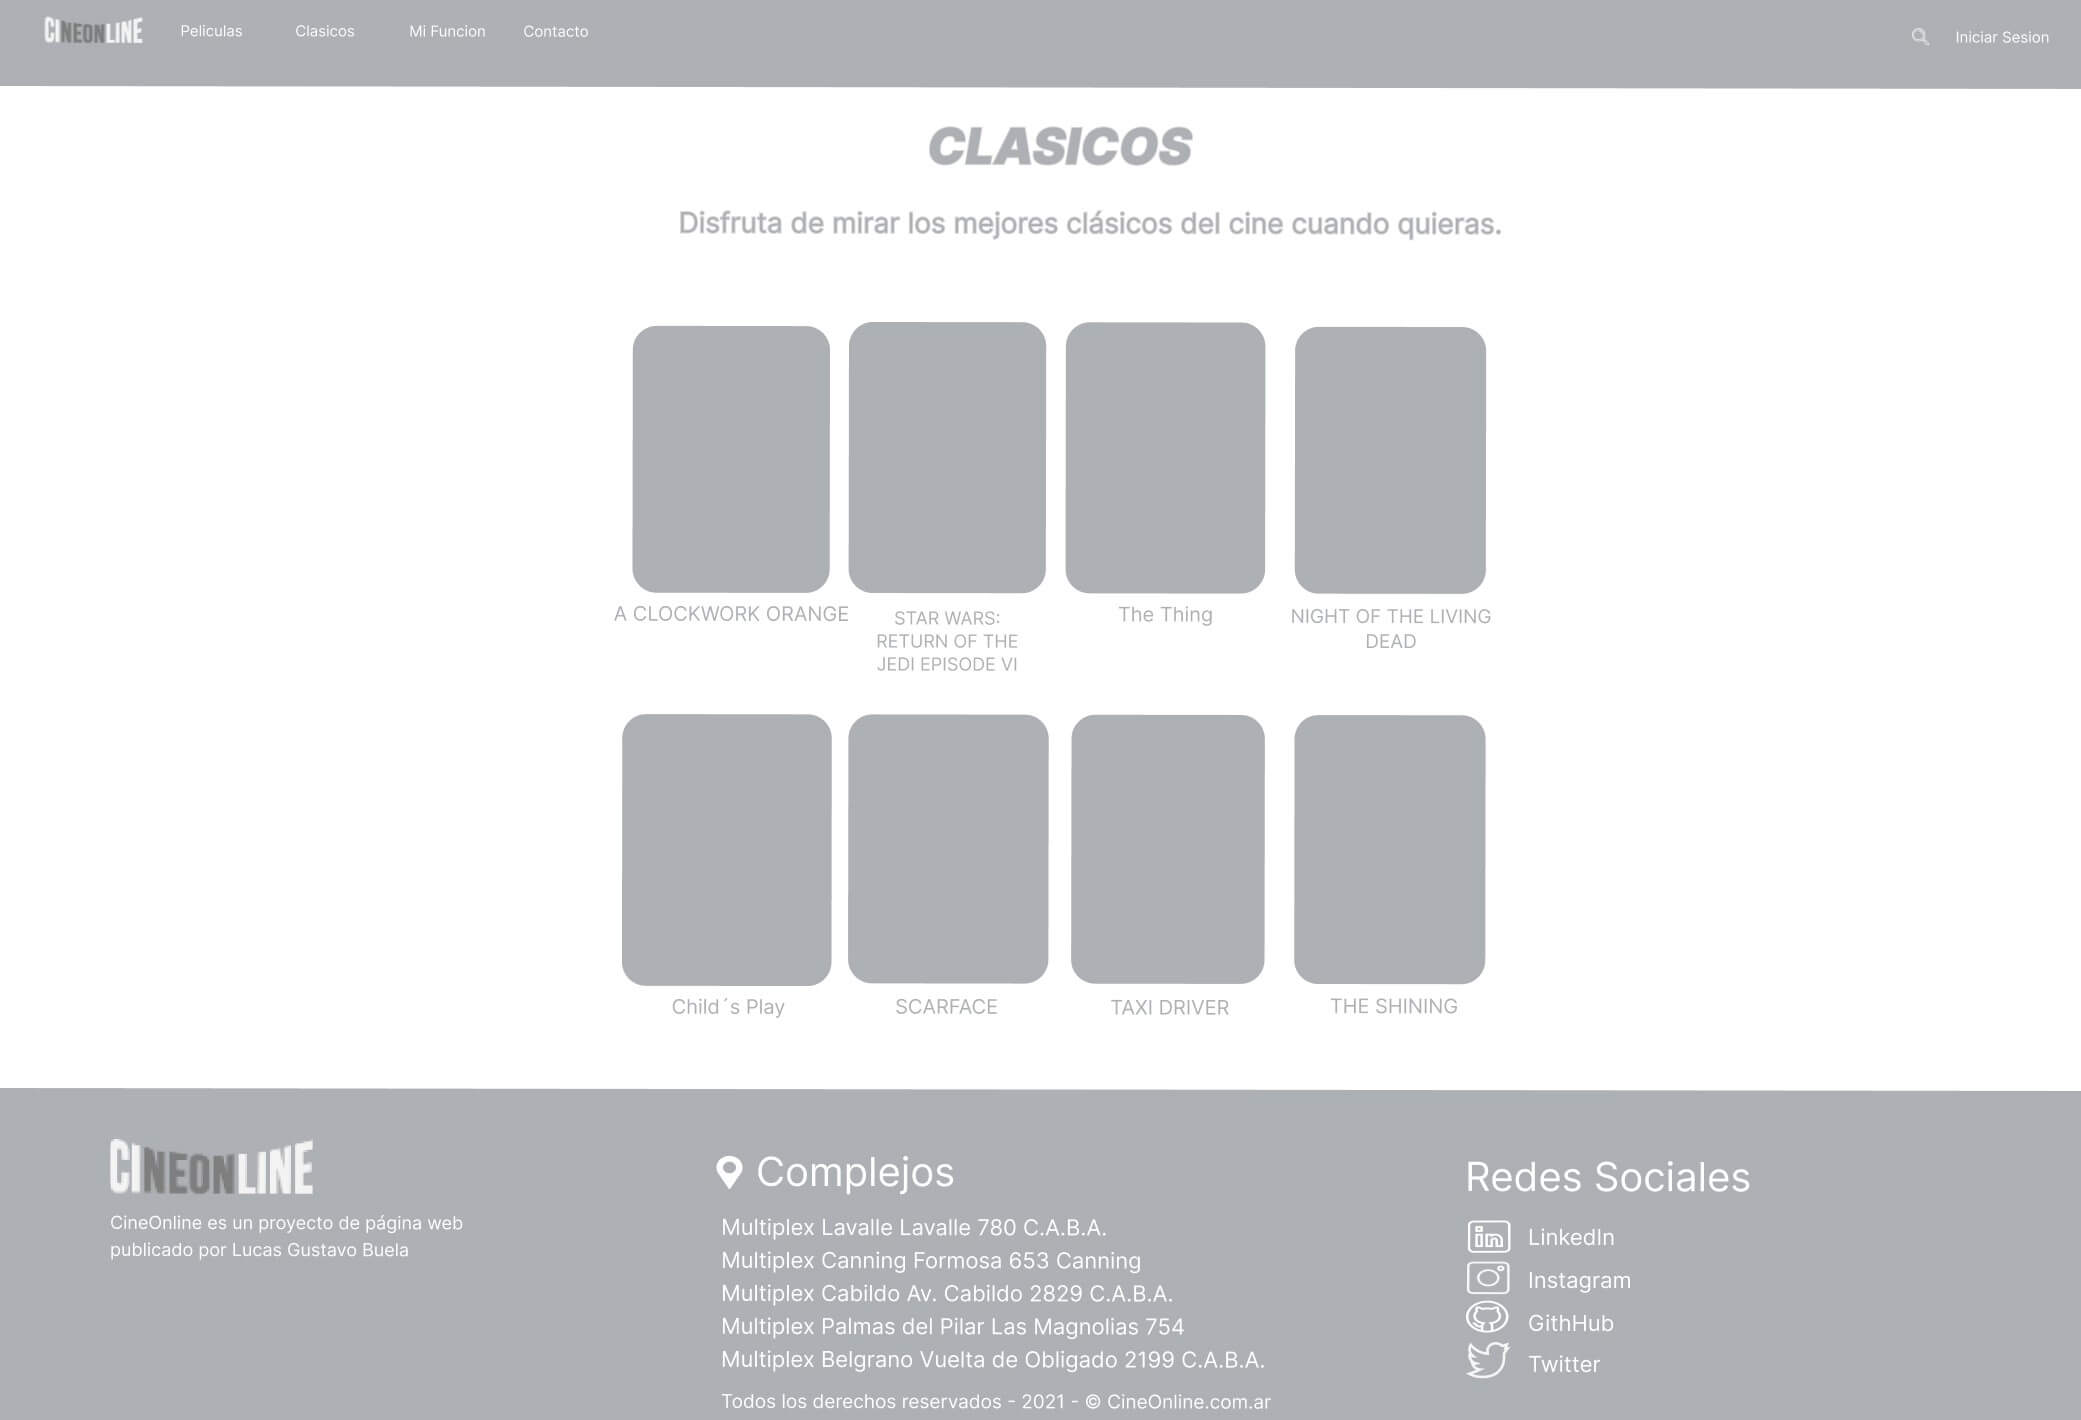 CINEONLINE
Peliculas
Clasicos
Mi Funcion
Contacto
Iniciar Sesion
CLASICOS
Disfruta de mirar los mejores clásicos del cine cuando quieras.
A CLOCKWORK ORANGE
STAR WARS:
RETURN OF THE
JEDI EPISODE VI
The Thing
NIGHT OF THE LIVING
DEAD
Child´s Play
SCARFACE
TAXI DRIVER
THE SHINING
CINEONLINE
CineOnline es un proyecto de página web
publicado por Lucas Gustavo Buela
Complejos
Multiplex Lavalle Lavalle 780 C.A.B.A.
Multiplex Canning Formosa 653 Canning
Multiplex Cabildo Av. Cabildo 2829 C.A.B.A.
Multiplex Palmas del Pilar Las Magnolias 754
Multiplex Belgrano Vuelta de Obligado 2199 C.A.B.A.
Todos los derechos reservados - 2021 - © CineOnline.com.ar
Redes Sociales
LinkedIn
Instagram
GithHub
Twitter